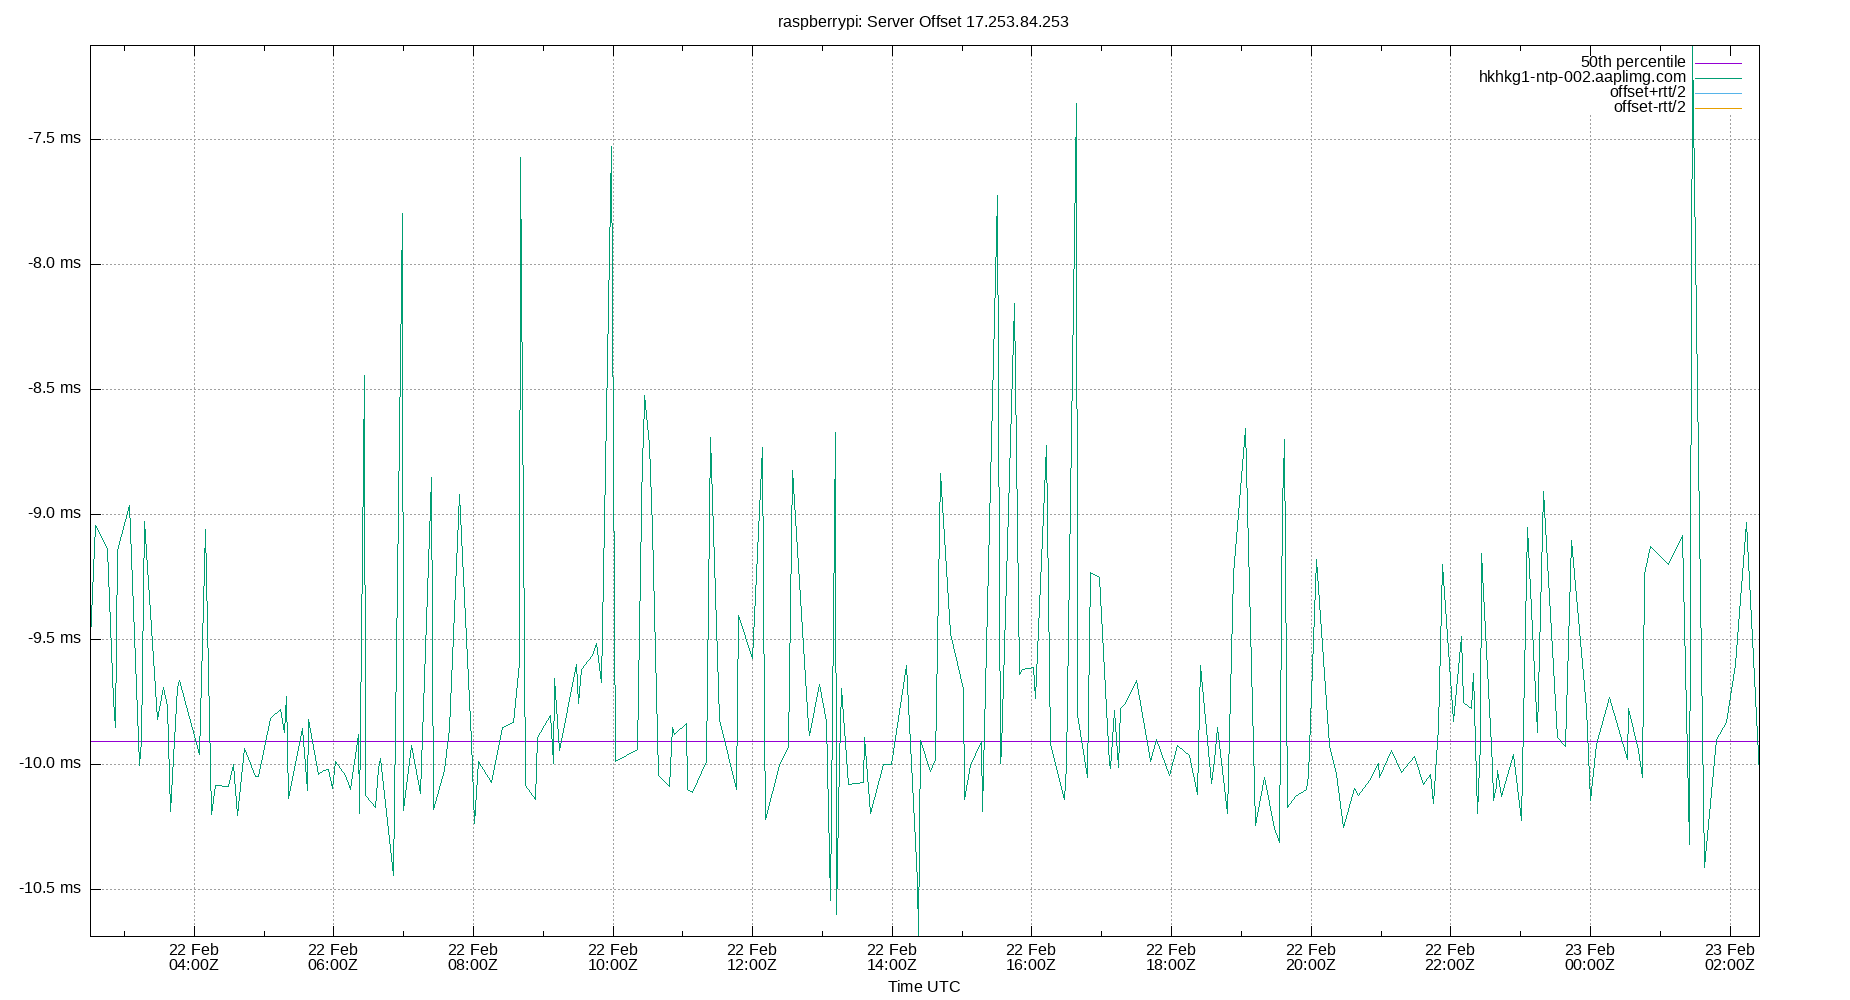 raspberrypi: Server Offset 17.253.84.253
50th percentile
hkhkg1-ntp-002.aaplimg.com
offset+rtt/2
offset-rtt/2
-7.5 ms
-8.0 ms
-8.5 ms
-9.0 ms
-9.5 ms
-10.0 ms
-10.5 ms
22 Feb 22 Feb 22 Feb 22 Feb 22 Feb 22 Feb 22 Feb 22 Feb 22 Feb 22 Feb 23 Feb 23 Feb
04:00Z 06:00Z 08:00Z 10:00Z 12:00Z 14:00Z 16:00Z 18:00Z 20:00Z 22:00Z 00:00Z 02:00Z
Time UTC